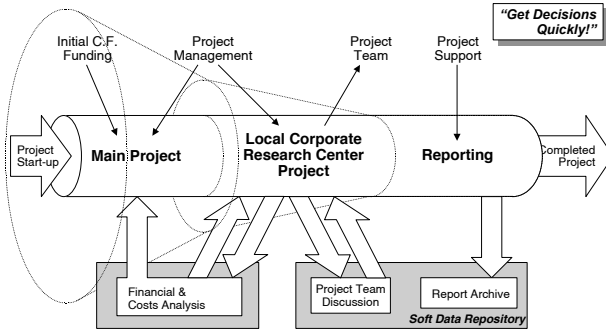 “Get Decisions
Quickly!”
Initial C.F.
Funding
Project
Management
Project
Team
Project
Support
Project
Start-up
Main Project
Local Corporate
Research Center
Project
Reporting
Completed
Project
Financial &
Costs Analysis
Project Team
Discussion
Report Archive
Soft Data Repository